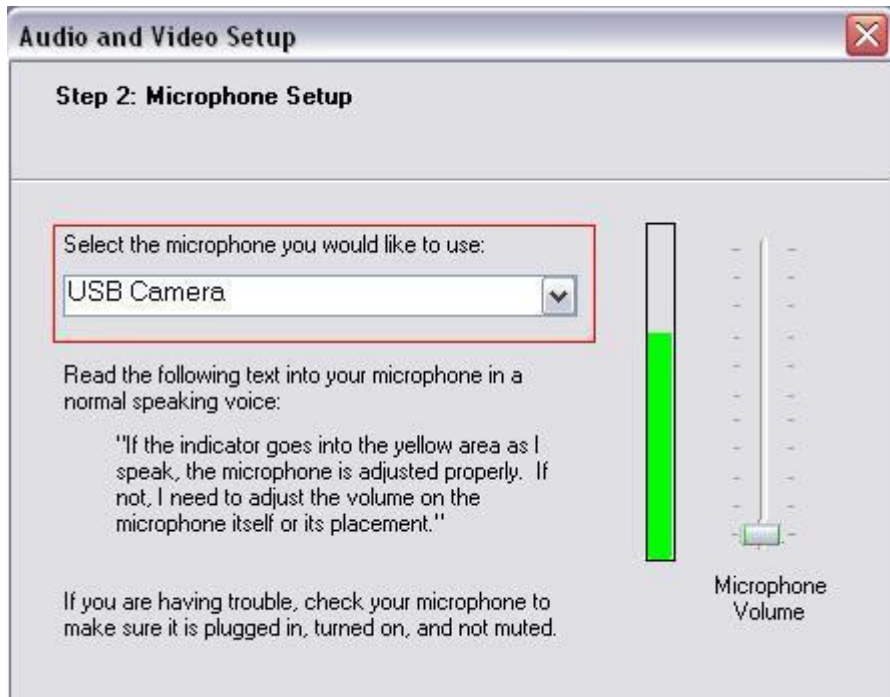 Audio and Video Setup
Step 2: Microphone Setup
Select the microphone you would like to use:
USB Camera
Read the following text into your microphone in a
normal speaking voice:
"If the indicator goes into the yellow area as I
speak, the microphone is adjusted properly.  If
not, I need to adjust the volume on the
microphone itself or its placement."
If you are having trouble, check your microphone to
make sure it is plugged in, turned on, and not muted.
Microphone
Volume